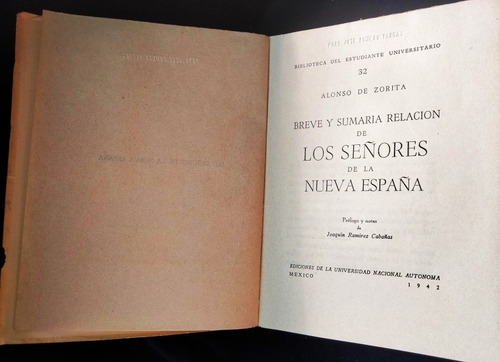 BIBLIOTECA DEL ESTUDIANTE UNIVERSITARIO
32
ALONSO DE ZORITA
BREVE Y SUMARIA RELACION
DE
LOS SEÑORES
DE LA
NUEVA ESPAÑA
Prólogo y notas
de
Joaquín Ramírez Cabañas
EDICIONES DE LA UNIVERSIDAD NACIONAL AUTONOMA
MEXICO 1942